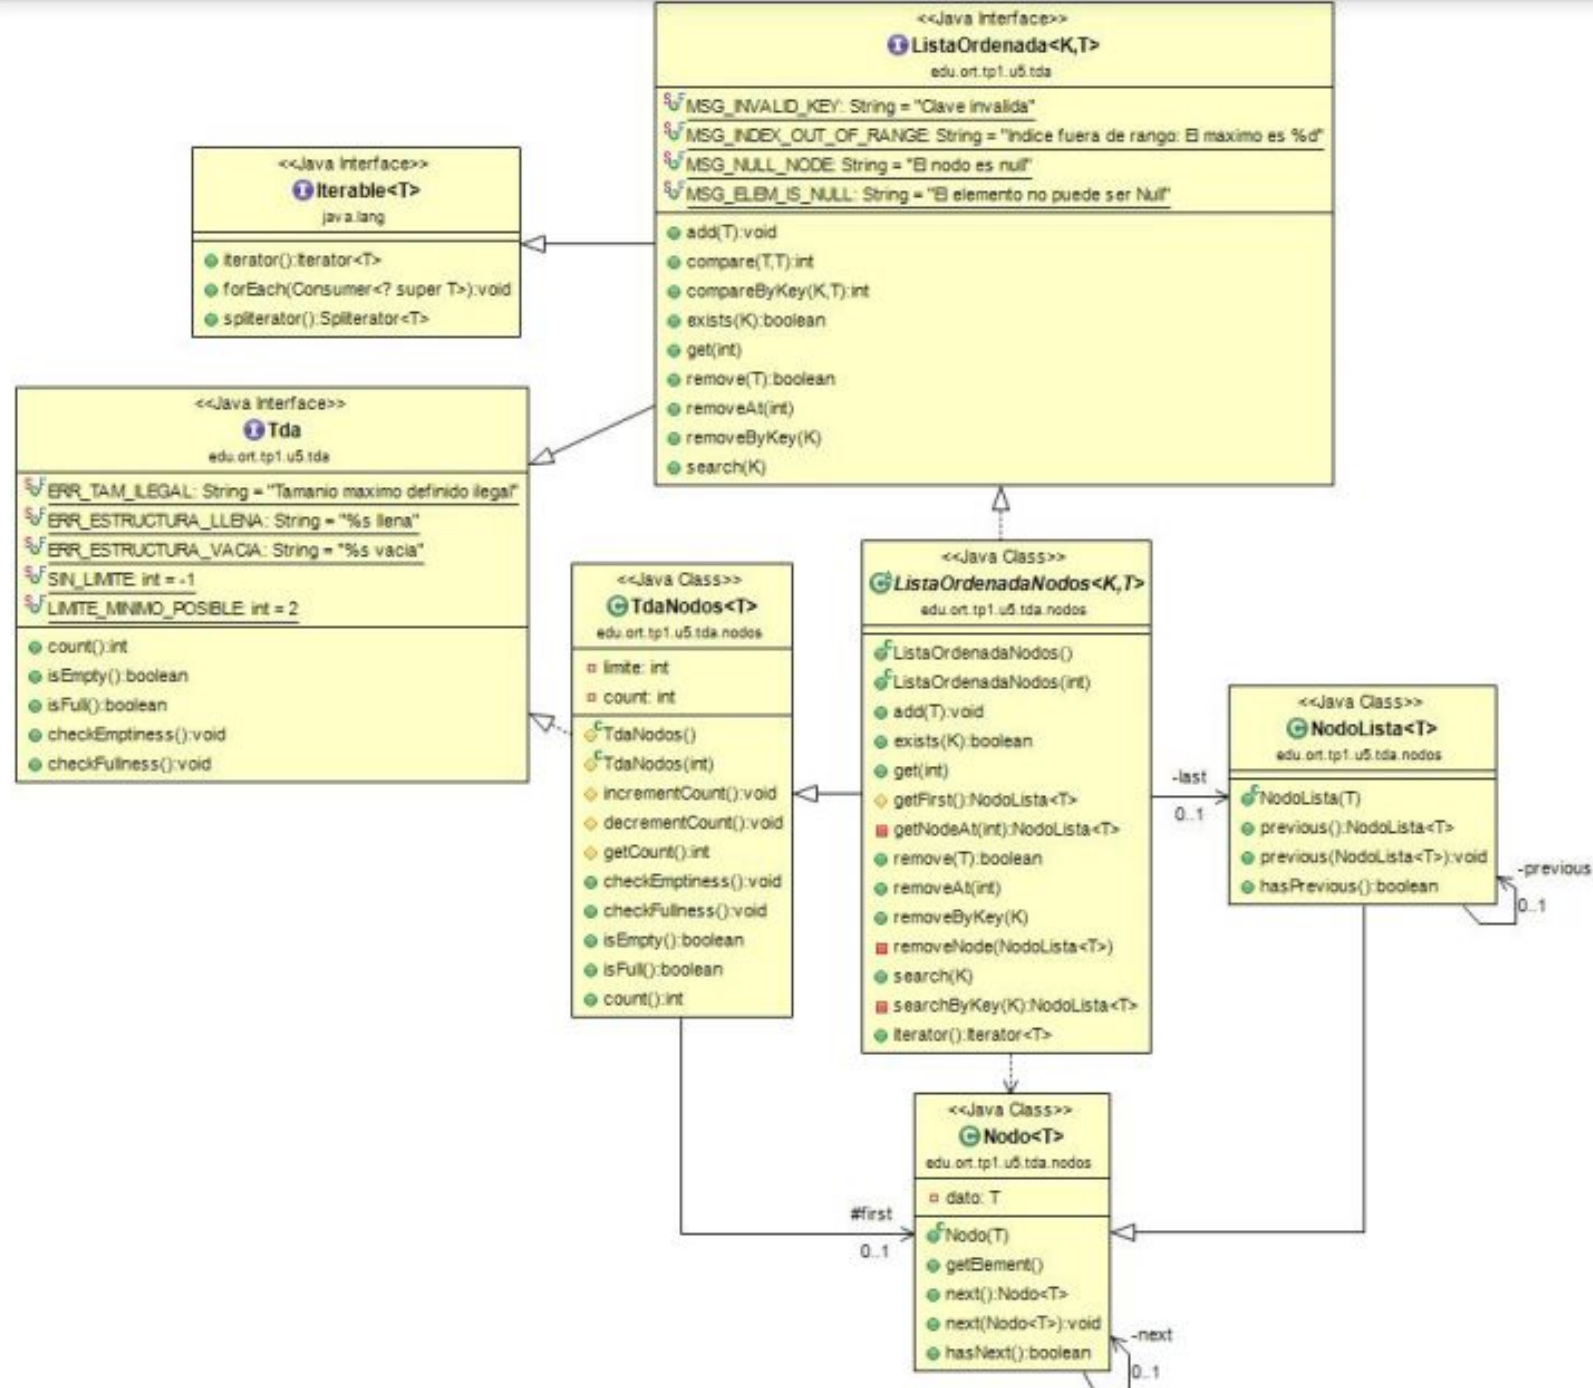 <<Java Interface>>
ListaOrdenada<K,T>
edu.ort.tp1.u5.tda
MSG_INVALID_KEY: String = "Clave invalida"
MSG_INDEX_OUT_OF_RANGE: String = "Indice fuera de rango: El maximo es %d"
MSG_NULL_NODE: String = "El nodo es null"
MSG_ELEM_IS_NULL: String = "El elemento no puede ser Null"
add(T):void
compare(T,T):int
compareByKey(K,T):int
exists(K):boolean
get(int)
remove(T):boolean
removeAt(int)
removeByKey(K)
search(K)
<<Java Interface>>
Iterable<T>
java.lang
iterator():Iterator<T>
forEach(Consumer<? super T>):void
spliterator():Spliterator<T>
<<Java Interface>>
Tda
edu.ort.tp1.u5.tda
ERR_TAM_ILEGAL: String = "Tamanio maximo definido ilegal"
ERR_ESTRUCTURA_LLENA: String = "%s llena"
ERR_ESTRUCTURA_VACIA: String = "%s vacia"
SIN_LIMITE: int = -1
LIMITE_MINIMO_POSIBLE: int = 2
count():int
isEmpty():boolean
isFull():boolean
checkEmptiness():void
checkFullness():void
<<Java Class>>
TdaNodos<T>
edu.ort.tp1.u5.tda.nodos
limite: int
count: int
TdaNodos()
TdaNodos(int)
incrementCount():void
decrementCount():void
getCount():int
checkEmptiness():void
checkFullness():void
isEmpty():boolean
isFull():boolean
count():int
<<Java Class>>
ListaOrdenadaNodos<K,T>
edu.ort.tp1.u5.tda.nodos
ListaOrdenadaNodos()
ListaOrdenadaNodos(int)
add(T):void
exists(K):boolean
get(int)
getFirst():NodoLista<T>
getNodeAt(int):NodoLista<T>
remove(T):boolean
removeAt(int)
removeByKey(K)
removeNode(NodoLista<T>)
search(K)
searchByKey(K):NodoLista<T>
iterator():Iterator<T>
-last
0..1
<<Java Class>>
NodoLista<T>
edu.ort.tp1.u5.tda.nodos
NodoLista(T)
previous():NodoLista<T>
previous(NodoLista<T>):void
hasPrevious():boolean
-previous
0..1
#first
0..1
<<Java Class>>
Nodo<T>
edu.ort.tp1.u5.tda.nodos
dato: T
Nodo(T)
getElement()
next():Nodo<T>
next(Nodo<T>):void
hasNext():boolean
-next
0..1